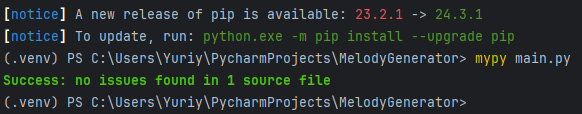 [notice] A new release of pip is available: 23.2.1 -> 24.3.1
[notice] To update, run: python.exe -m pip install --upgrade pip
(.venv) PS C:\Users\Yuriy\PycharmProjects\MelodyGenerator> mypy main.py
Success: no issues found in 1 source file
(.venv) PS C:\Users\Yuriy\PycharmProjects\MelodyGenerator>